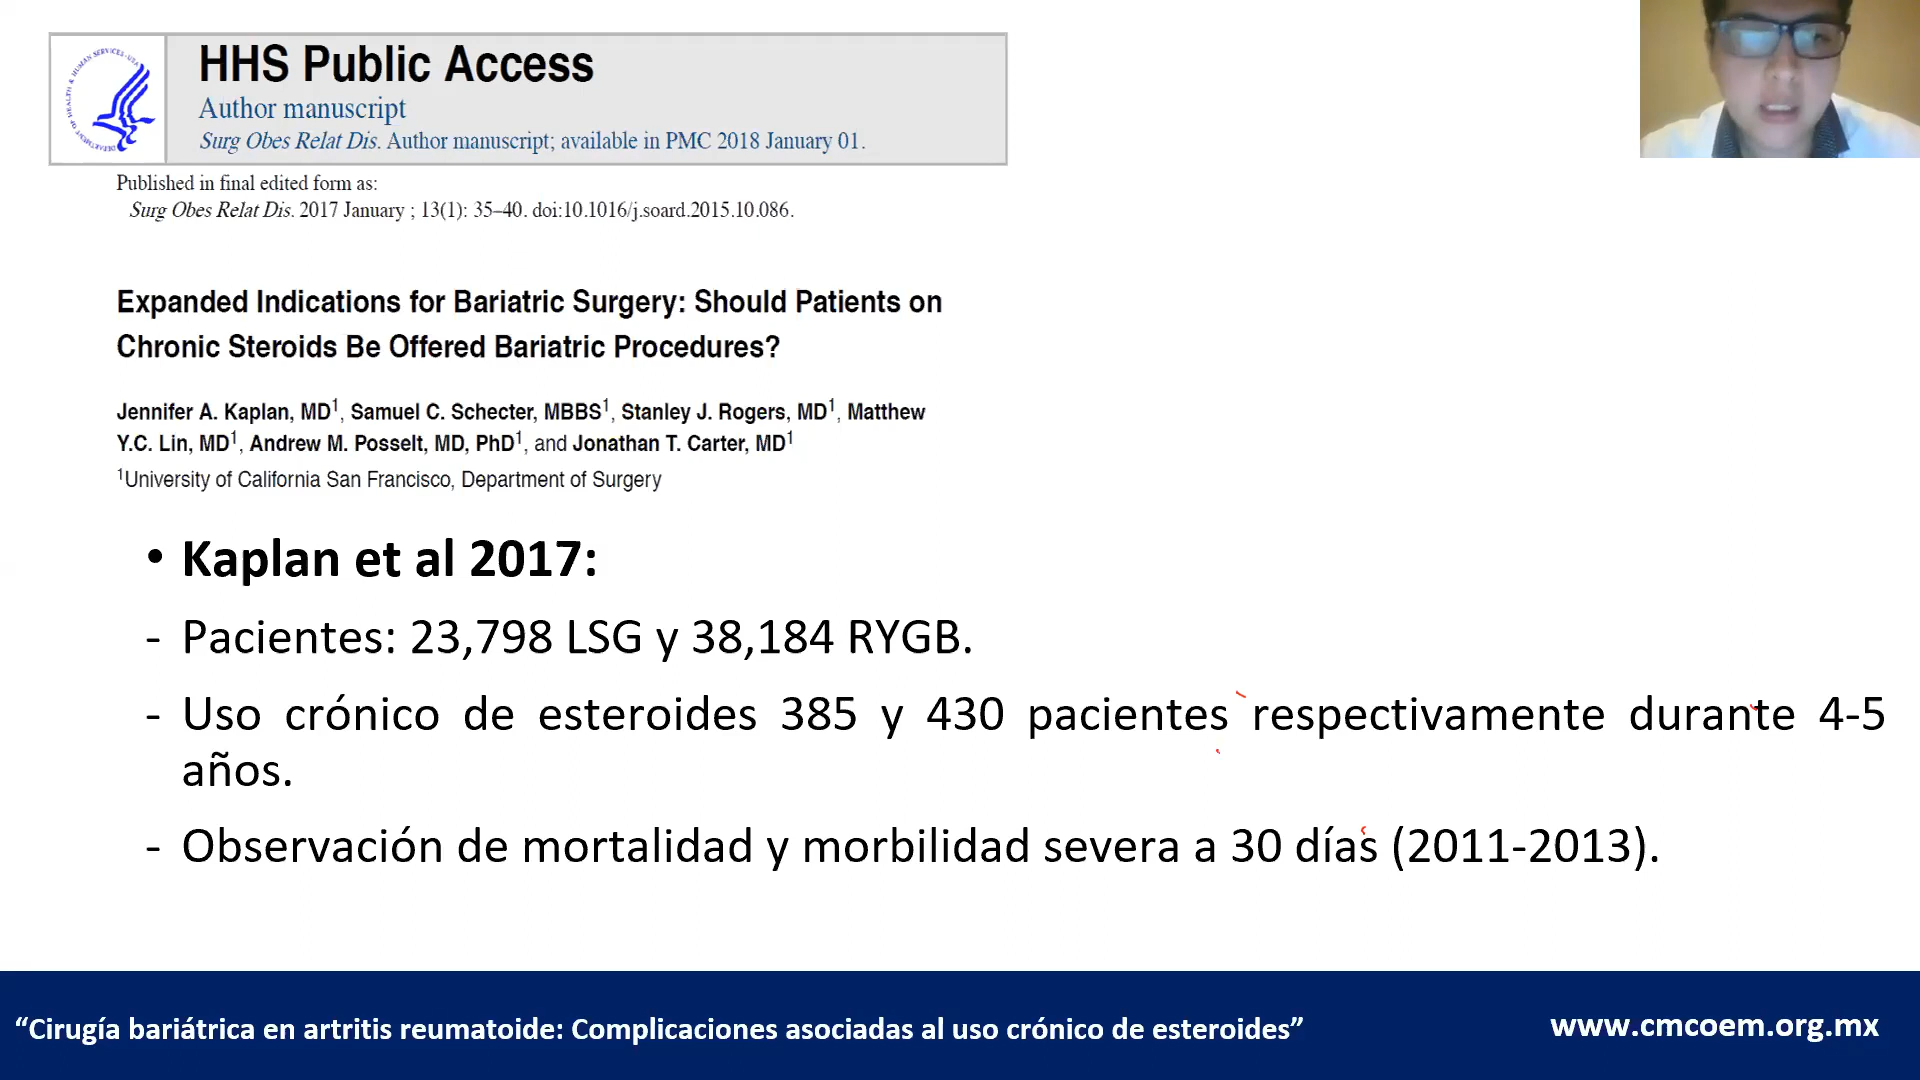 HHS Public Access
Author manuscript
Surg Obes Relat Dis. Author manuscript; available in PMC 2018 January 01.
Published in final edited form as:
Surg Obes Relat Dis. 2017 January ; 13(1): 35–40. doi:10.1016/j.soard.2015.10.086.
Expanded Indications for Bariatric Surgery: Should Patients on
Chronic Steroids Be Offered Bariatric Procedures?
Jennifer A. Kaplan, MD1, Samuel C. Schecter, MBBS1, Stanley J. Rogers, MD1, Matthew
Y.C. Lin, MD1, Andrew M. Posselt, MD, PhD1, and Jonathan T. Carter, MD1
1University of California San Francisco, Department of Surgery
• Kaplan et al 2017:
- Pacientes: 23,798 LSG y 38,184 RYGB.
- Uso crónico de esteroides 385 y 430 pacientes respectivamente durante 4-5
años.
- Observación de mortalidad y morbilidad severa a 30 días (2011-2013).
“Cirugía bariátrica en artritis reumatoide: Complicaciones asociadas al uso crónico de esteroides”
www.cmcoem.org.mx